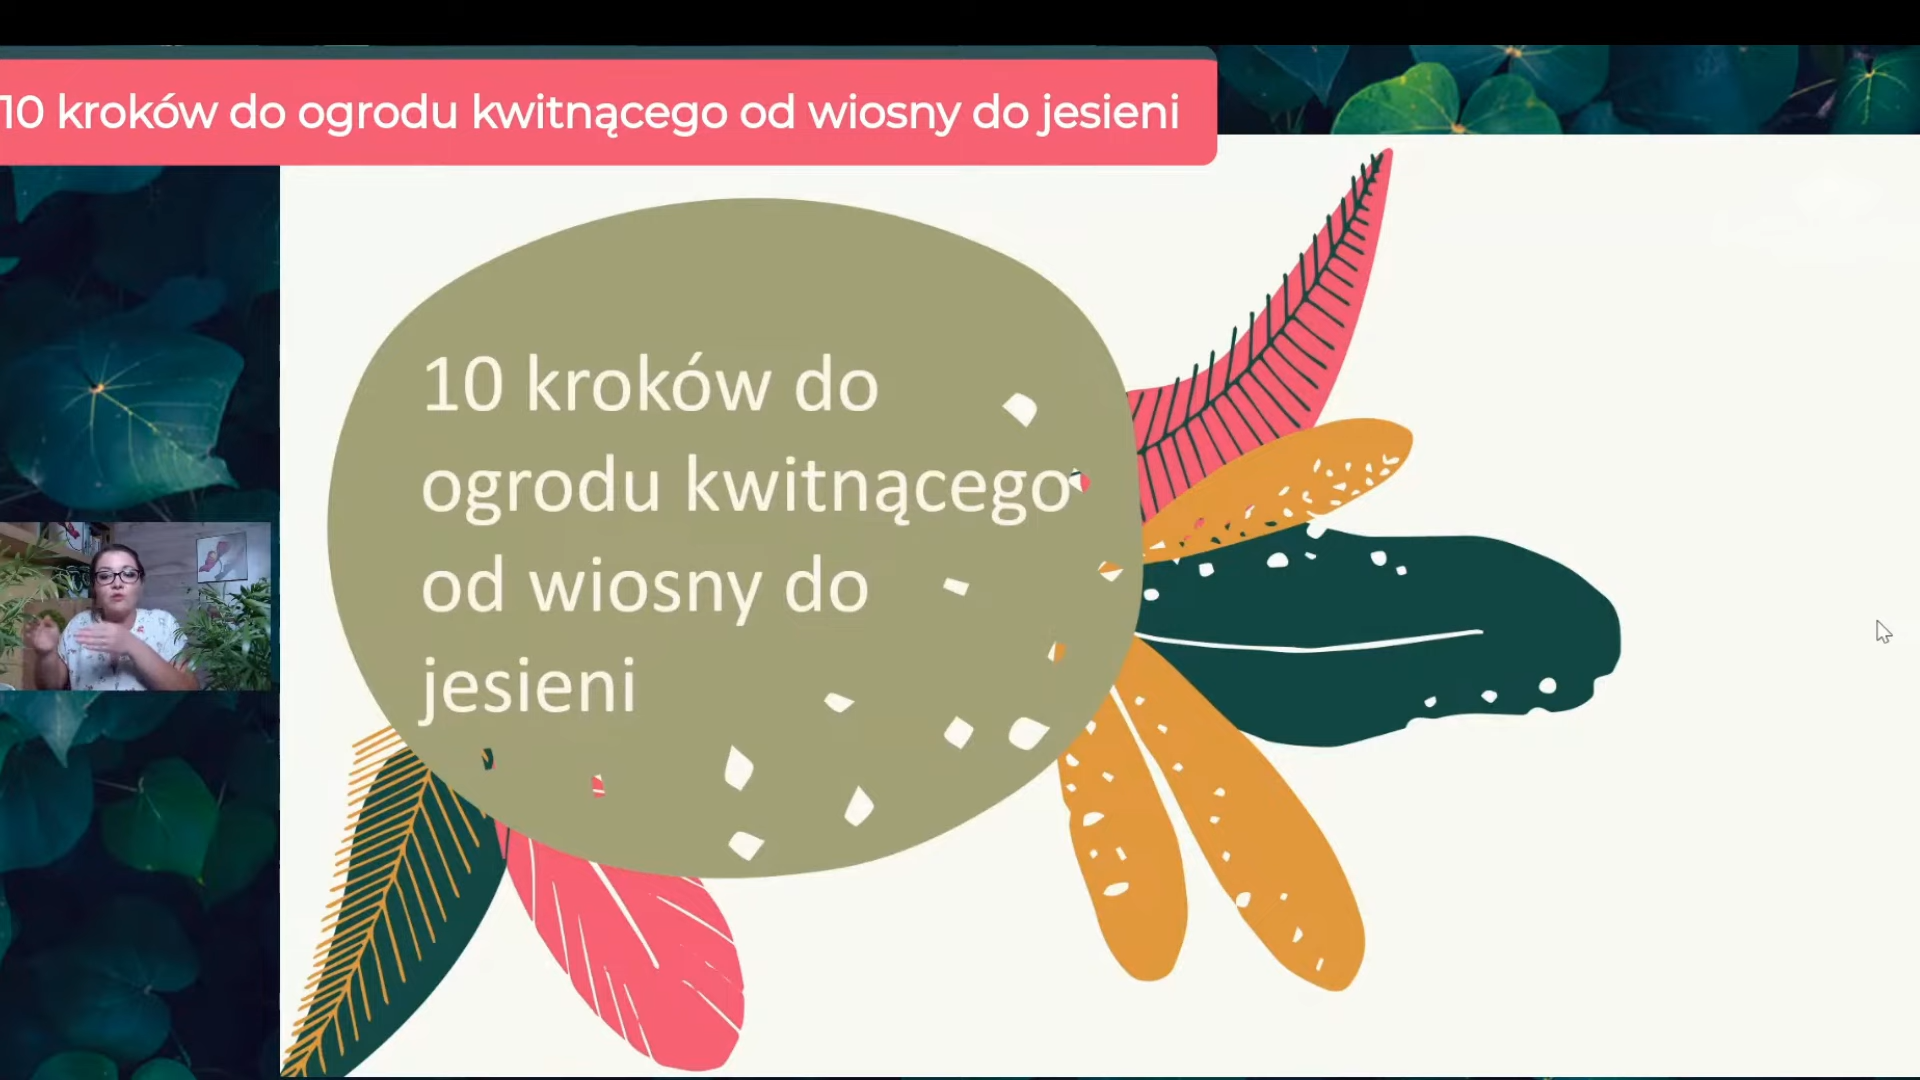 10 kroków do ogrodu kwitnącego od wiosny do jesieni
10 kroków do
ogrodu kwitnącego
od wiosny do
jesieni